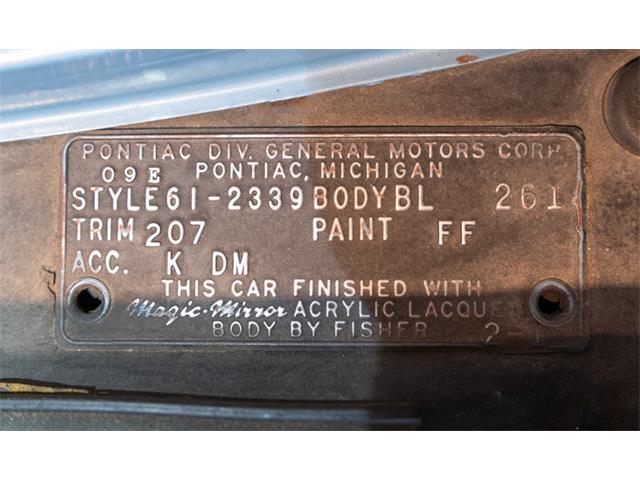 PONTIAC DIV. GENERAL MOTORS CORP.
09E PONTIAC, MICHIGAN
STYLE 61-2339 BODY BL 261
TRIM 207 PAINT FF
ACC. K DM
THIS CAR FINISHED WITH
Magic-Mirror ACRYLIC LACQUER
BODY BY FISHER